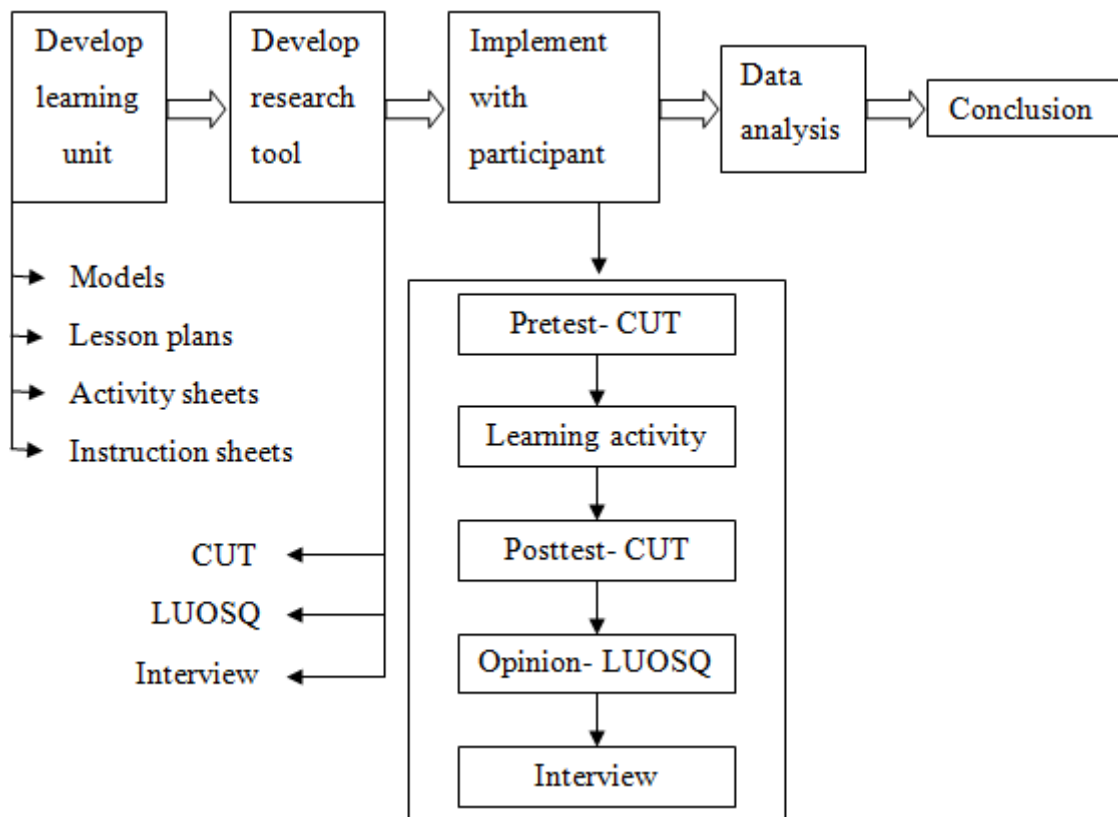 Develop
learning
unit
Develop
research
tool
Implement
with
participant
Data
analysis
Conclusion
Models
Lesson plans
Activity sheets
Instruction sheets
CUT
LUOSQ
Interview
Pretest- CUT
Learning activity
Posttest- CUT
Opinion- LUOSQ
Interview